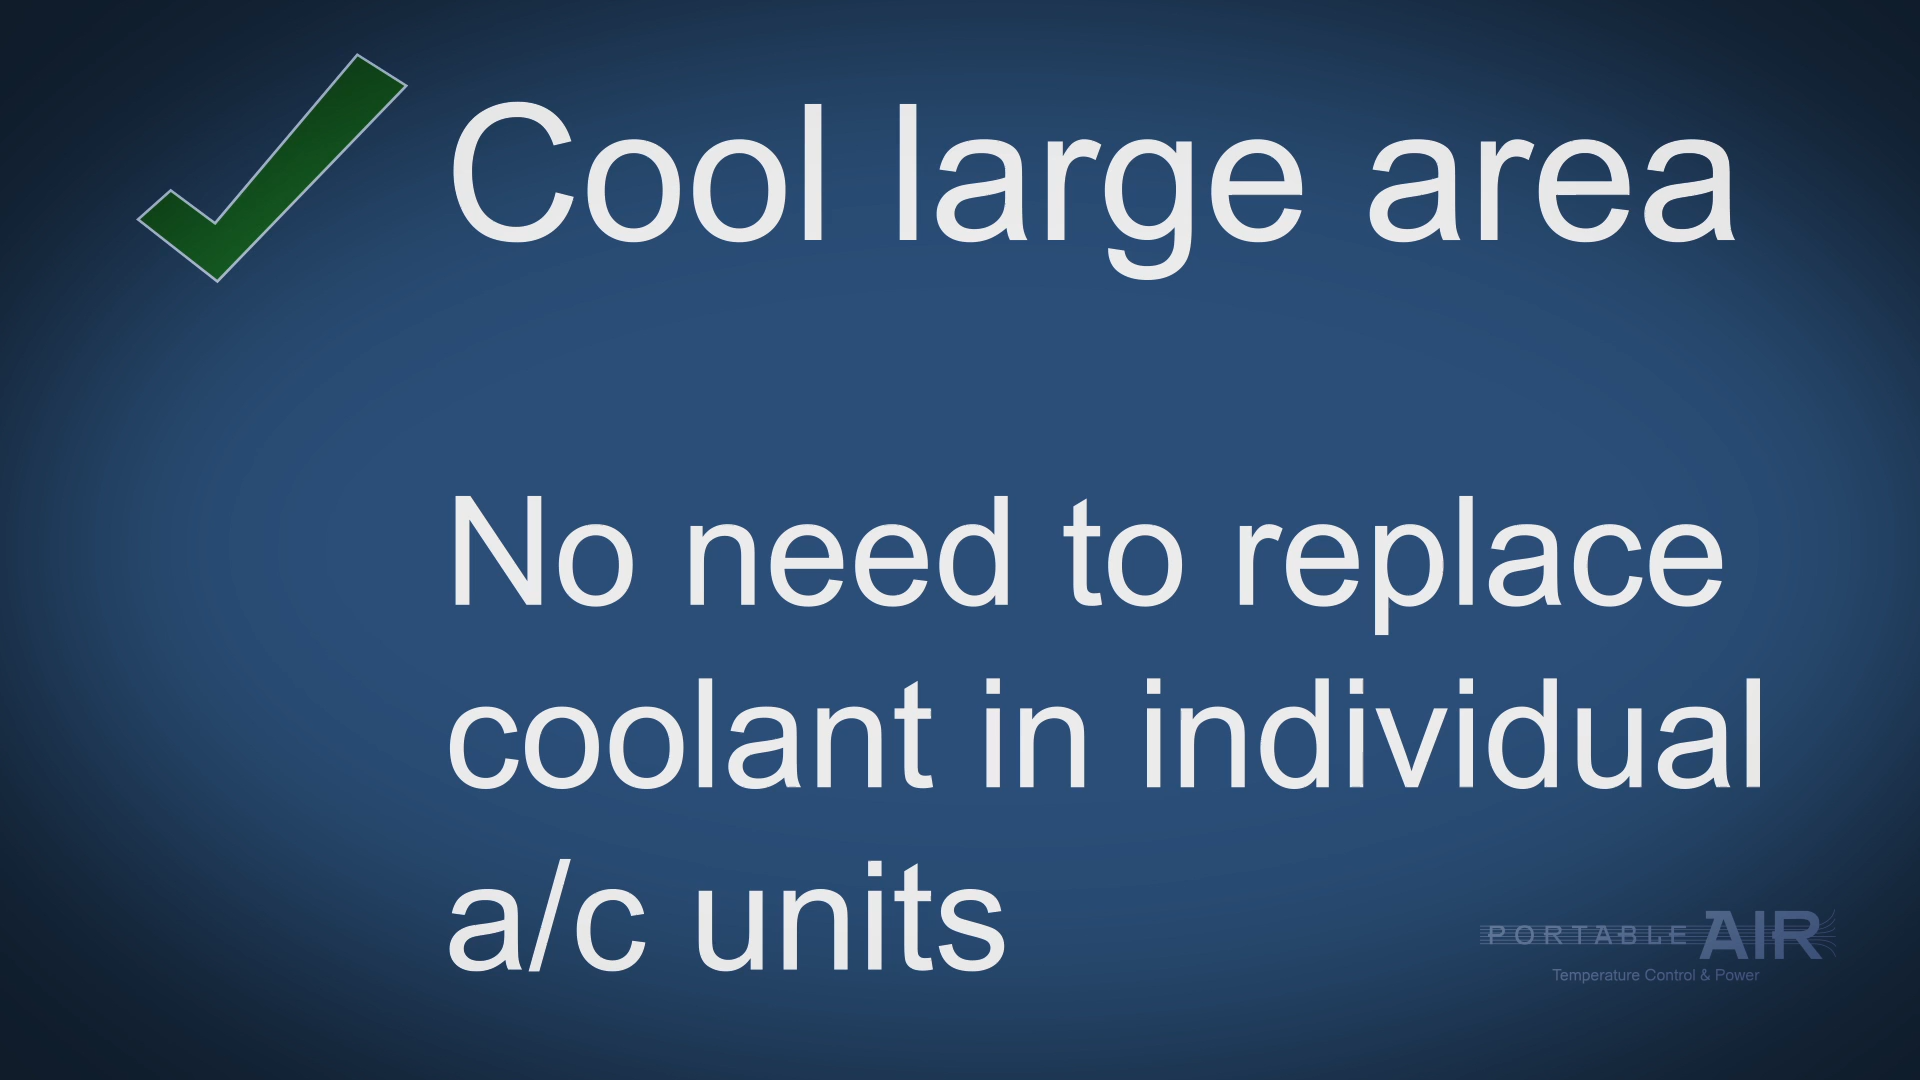 Cool large area
No need to replace
coolant in individual
a/c units
PORTABLE AIR
Temperature Control & Power